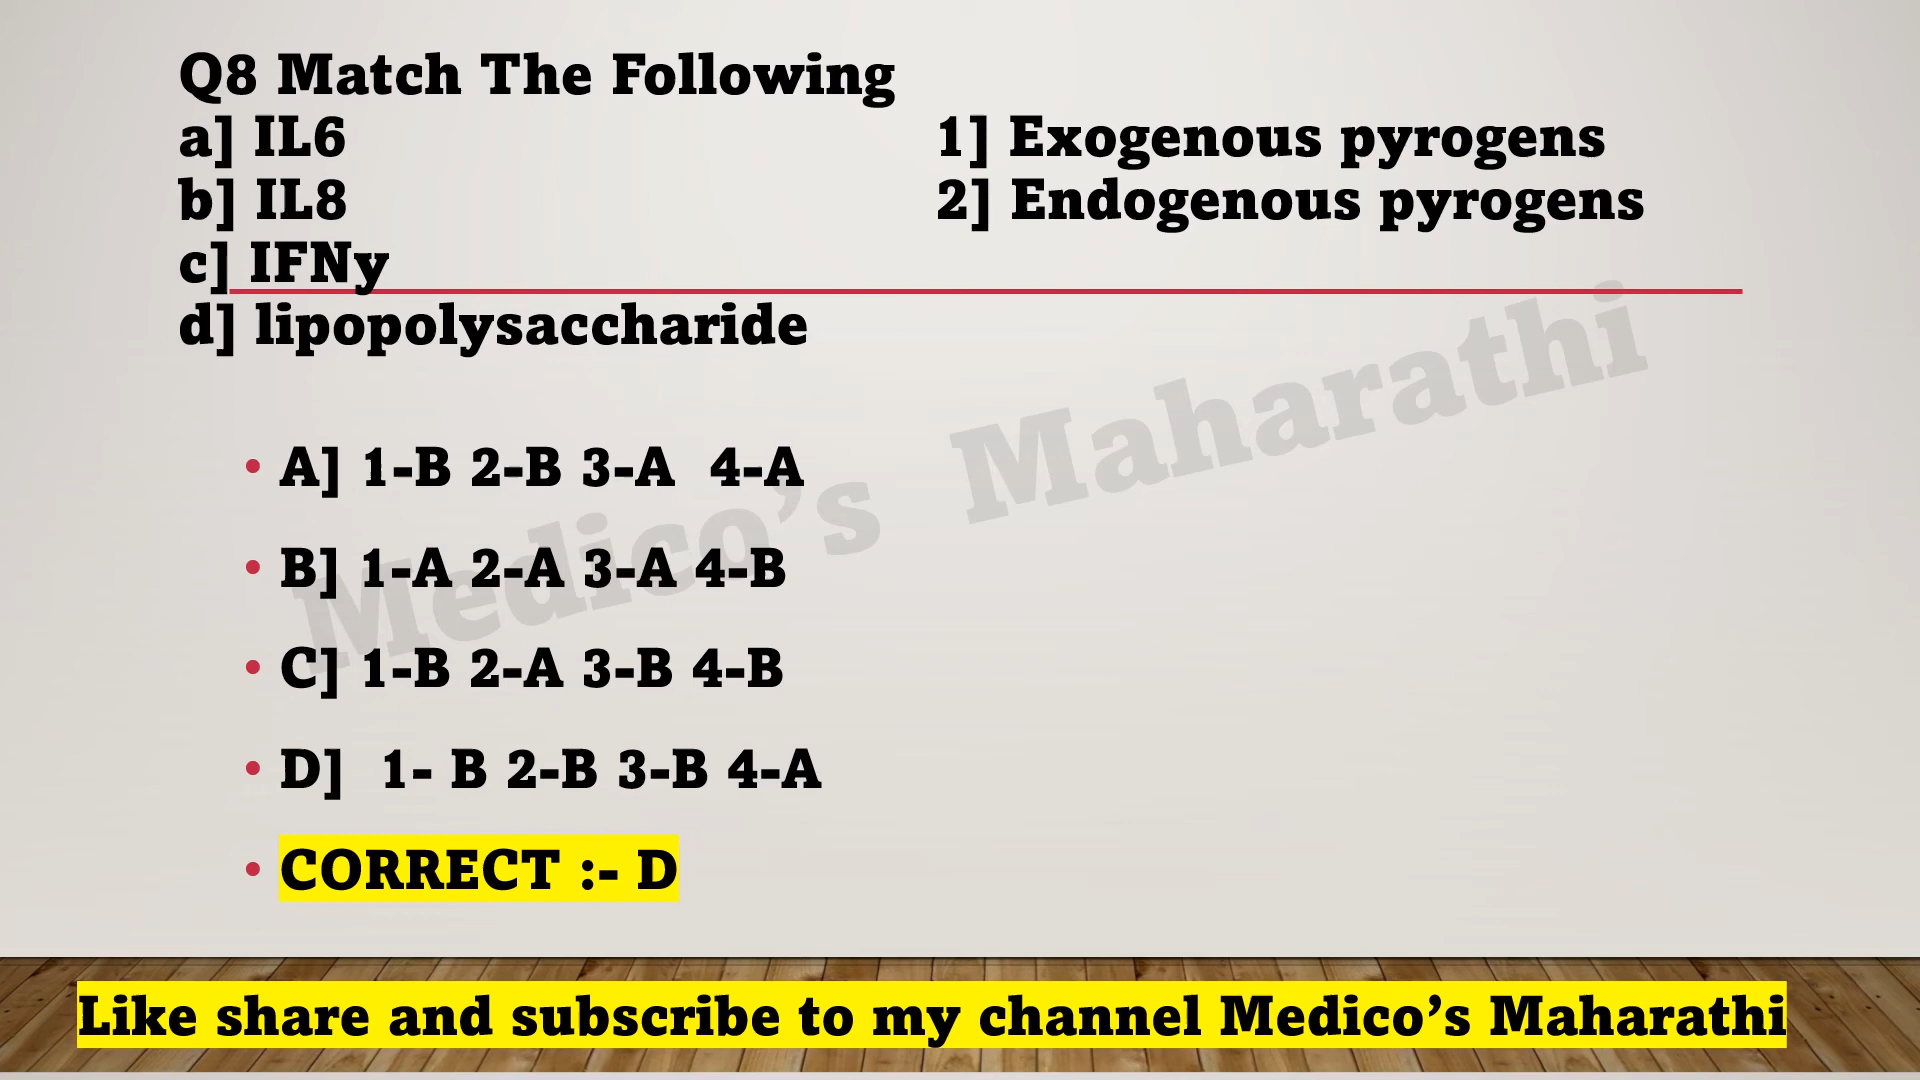 Q8 Match The Following
a] IL6 1] Exogenous pyrogens
b] IL8 2] Endogenous pyrogens
c] IFNy
d] lipopolysaccharide
• A] 1-B 2-B 3-A 4-A
• B] 1-A 2-A 3-A 4-B
• C] 1-B 2-A 3-B 4-B
• D] 1- B 2-B 3-B 4-A
• CORRECT :- D
Medico’s Maharathi
Like share and subscribe to my channel Medico’s Maharathi